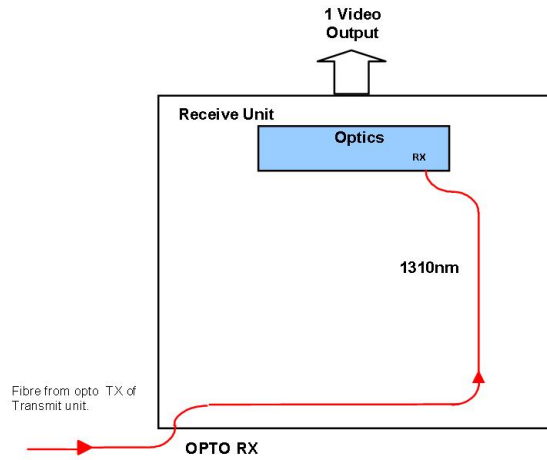 1 Video
Output
Receive Unit
Optics
RX
1310nm
Fibre from opto TX of
Transmit unit.
OPTO RX